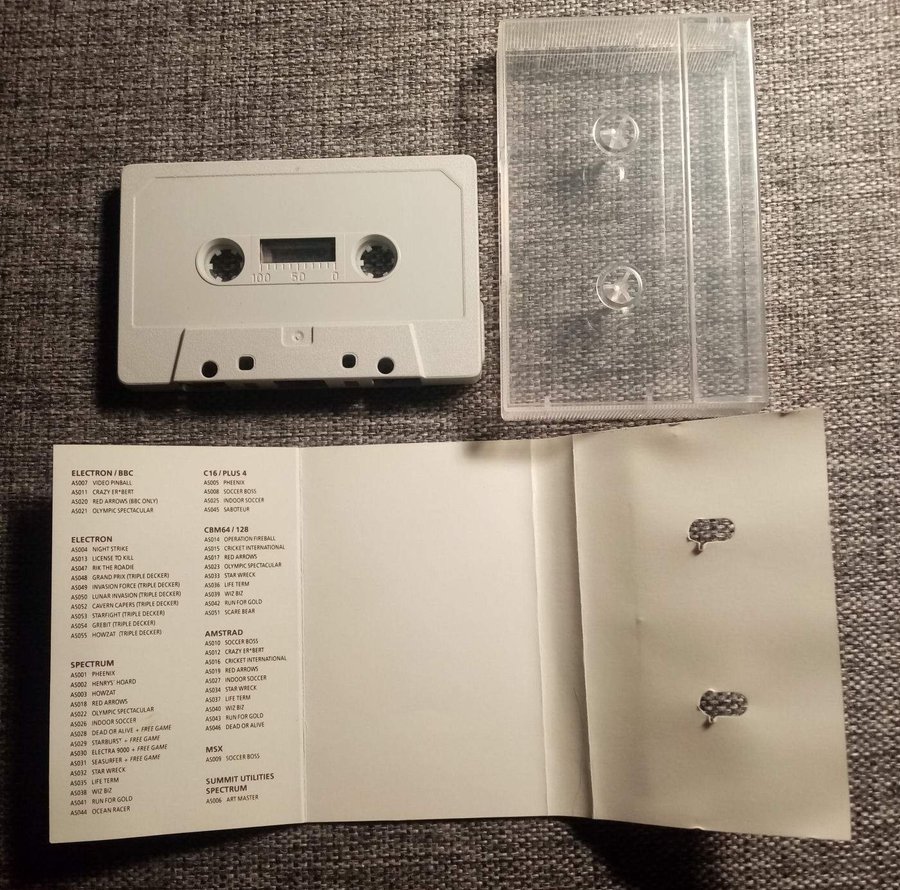 100 50 0
ELECTRON / BBC
AS007 VIDEO PINBALL
AS011 CRAZY ER*BERT
AS020 RED ARROWS (BBC ONLY)
AS021 OLYMPIC SPECTACULAR
ELECTRON
AS004 NIGHT STRIKE
AS013 LICENSE TO KILL
AS047 RIK THE ROADIE
AS048 GRAND PRIX (TRIPLE DECKER)
AS049 INVASION FORCE (TRIPLE DECKER)
AS050 LUNAR INVASION (TRIPLE DECKER)
AS052 CAVERN CAPERS (TRIPLE DECKER)
AS053 STARFIGHT (TRIPLE DECKER)
AS054 GREBIT (TRIPLE DECKER)
AS055 HOWZAT (TRIPLE DECKER)
SPECTRUM
AS001 PHEENIX
AS002 HENRYS' HOARD
AS003 HOWZAT
AS018 RED ARROWS
AS022 OLYMPIC SPECTACULAR
AS026 INDOOR SOCCER
AS028 DEAD OR ALIVE + FREE GAME
AS029 STARBURST + FREE GAME
AS030 ELECTRA 9000 + FREE GAME
AS031 SEASURFER + FREE GAME
AS032 STAR WRECK
AS035 LIFE TERM
AS038 WIZ BIZ
AS041 RUN FOR GOLD
AS044 OCEAN RACER
C16 / PLUS 4
AS005 PHEENIX
AS008 SOCCER BOSS
AS025 INDOOR SOCCER
AS045 SABOTEUR
CBM64 / 128
AS014 OPERATION FIREBALL
AS015 CRICKET INTERNATIONAL
AS017 RED ARROWS
AS023 OLYMPIC SPECTACULAR
AS033 STAR WRECK
AS036 LIFE TERM
AS039 WIZ BIZ
AS042 RUN FOR GOLD
AS051 SCARE BEAR
AMSTRAD
AS010 SOCCER BOSS
AS012 CRAZY ER*BERT
AS016 CRICKET INTERNATIONAL
AS019 RED ARROWS
AS027 INDOOR SOCCER
AS034 STAR WRECK
AS037 LIFE TERM
AS040 WIZ BIZ
AS043 RUN FOR GOLD
AS046 DEAD OR ALIVE
MSX
AS009 SOCCER BOSS
SUMMIT UTILITIES
SPECTRUM
AS006 ART MASTER